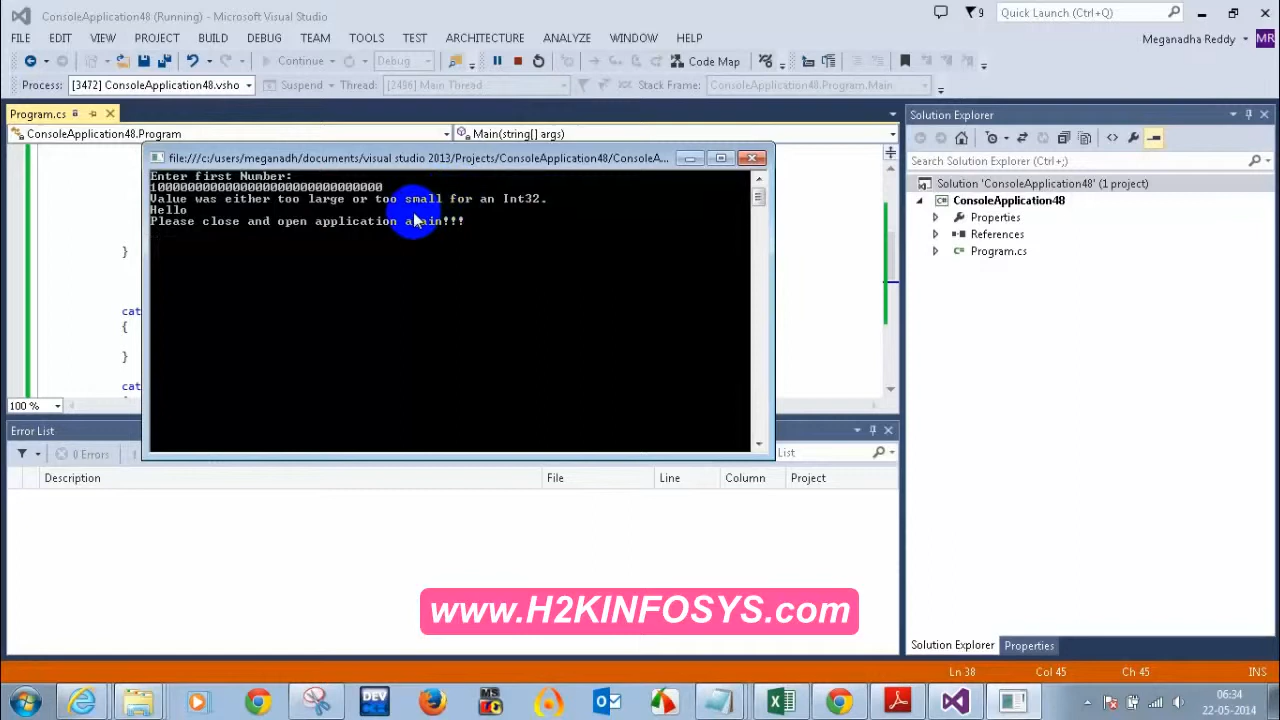 ConsoleApplication48 (Running) - Microsoft Visual Studio
9
Quick Launch (Ctrl+Q)
FILE EDIT VIEW PROJECT BUILD DEBUG TEAM TOOLS TEST ARCHITECTURE ANALYZE WINDOW HELP
Meganadha Reddy
MR
Continue
Debug
Code Map
Process: [3472] ConsoleApplication48.vsho
Suspend
Thread: [2496] Main Thread
Stack Frame: ConsoleApplication48.Program.Main
Program.cs
ConsoleApplication48.Program
Main(string[] args)
file:///c:/users/meganadh/documents/visual studio 2013/Projects/ConsoleApplication48/ConsoleA...
Enter first Number:
Value was either too large or too small for an Int32.
Hello
Please close and open application again!!!
}
cat
{
}
cat
100 %
Solution Explorer
Search Solution Explorer (Ctrl+;)
Solution 'ConsoleApplication48' (1 project)
ConsoleApplication48
Properties
References
Program.cs
Error List
0 Errors
1
List
Description File Line Column Project
www.H2KINFOSYS.com
Solution Explorer Properties
Ln 38 Col 45 Ch 45 INS
DEV
MS
06:34
22-05-2014